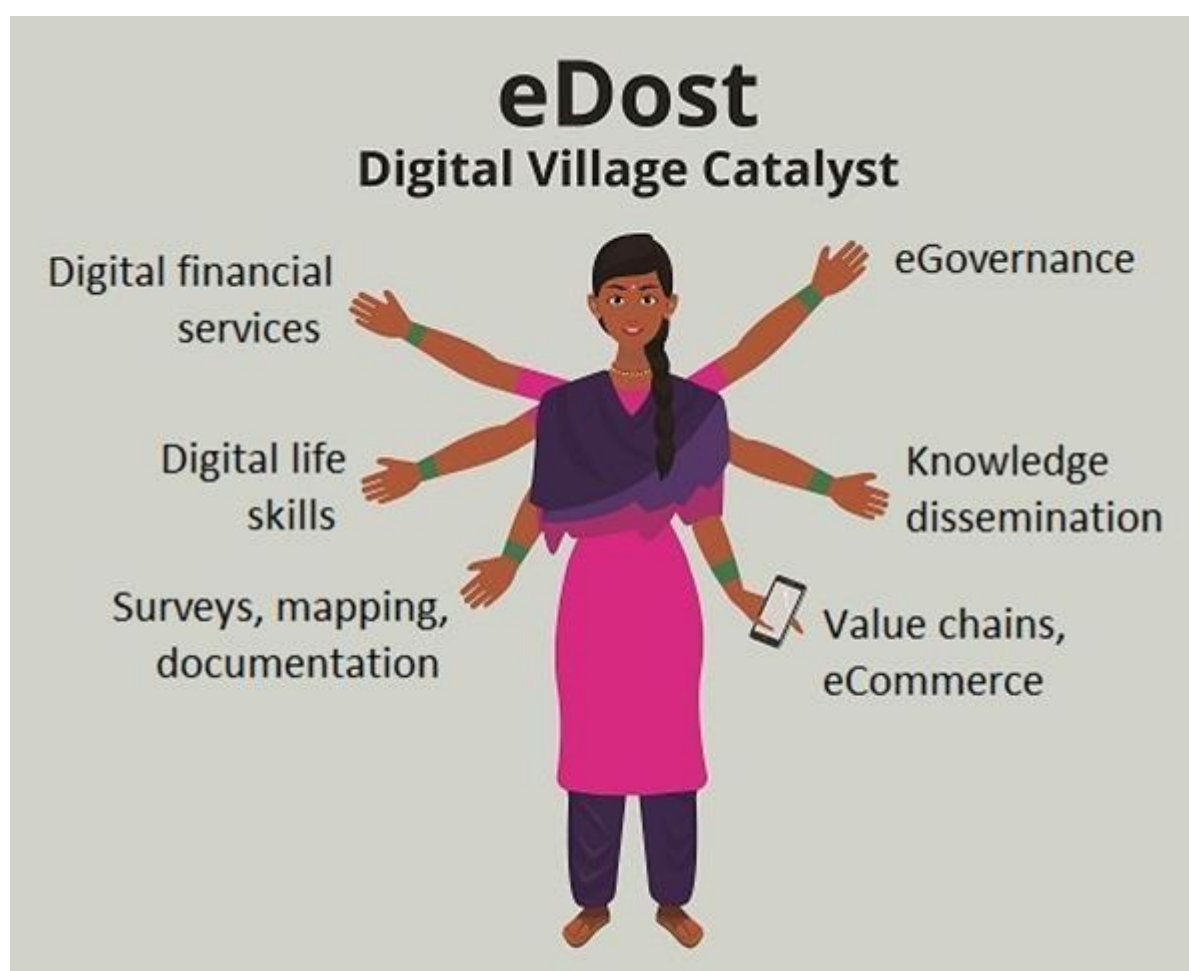 eDost
Digital Village Catalyst
Digital financial
services
eGovernance
Digital life
skills
Knowledge
dissemination
Surveys, mapping,
documentation
Value chains,
eCommerce